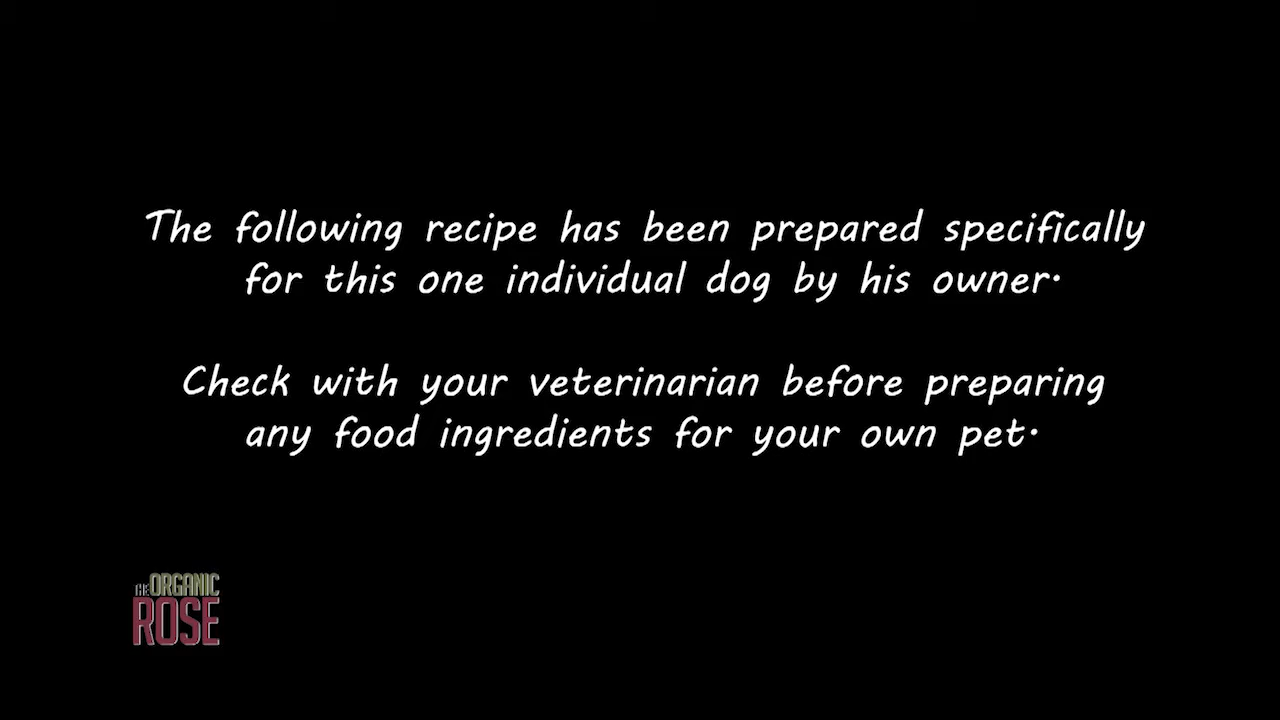 The following recipe has been prepared specifically
for this one individual dog by his owner.
Check with your veterinarian before preparing
any food ingredients for your own pet.
THE ORGANIC
ROSE